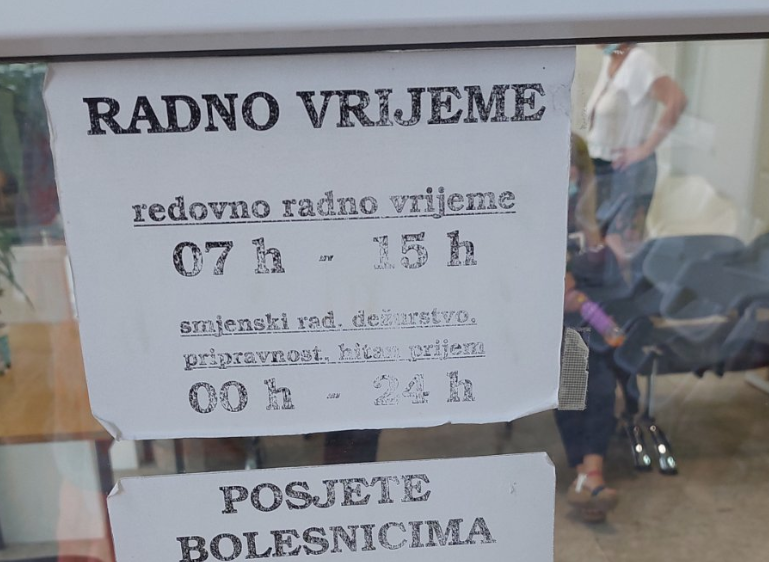 RADNO VRIJEME
redovno radno vrijeme
07 h - 15 h
smjenski rad, dežurstvo,
pripravnost, hitan prijem
00 h - 24 h
POSJETE
BOLESNICIMA